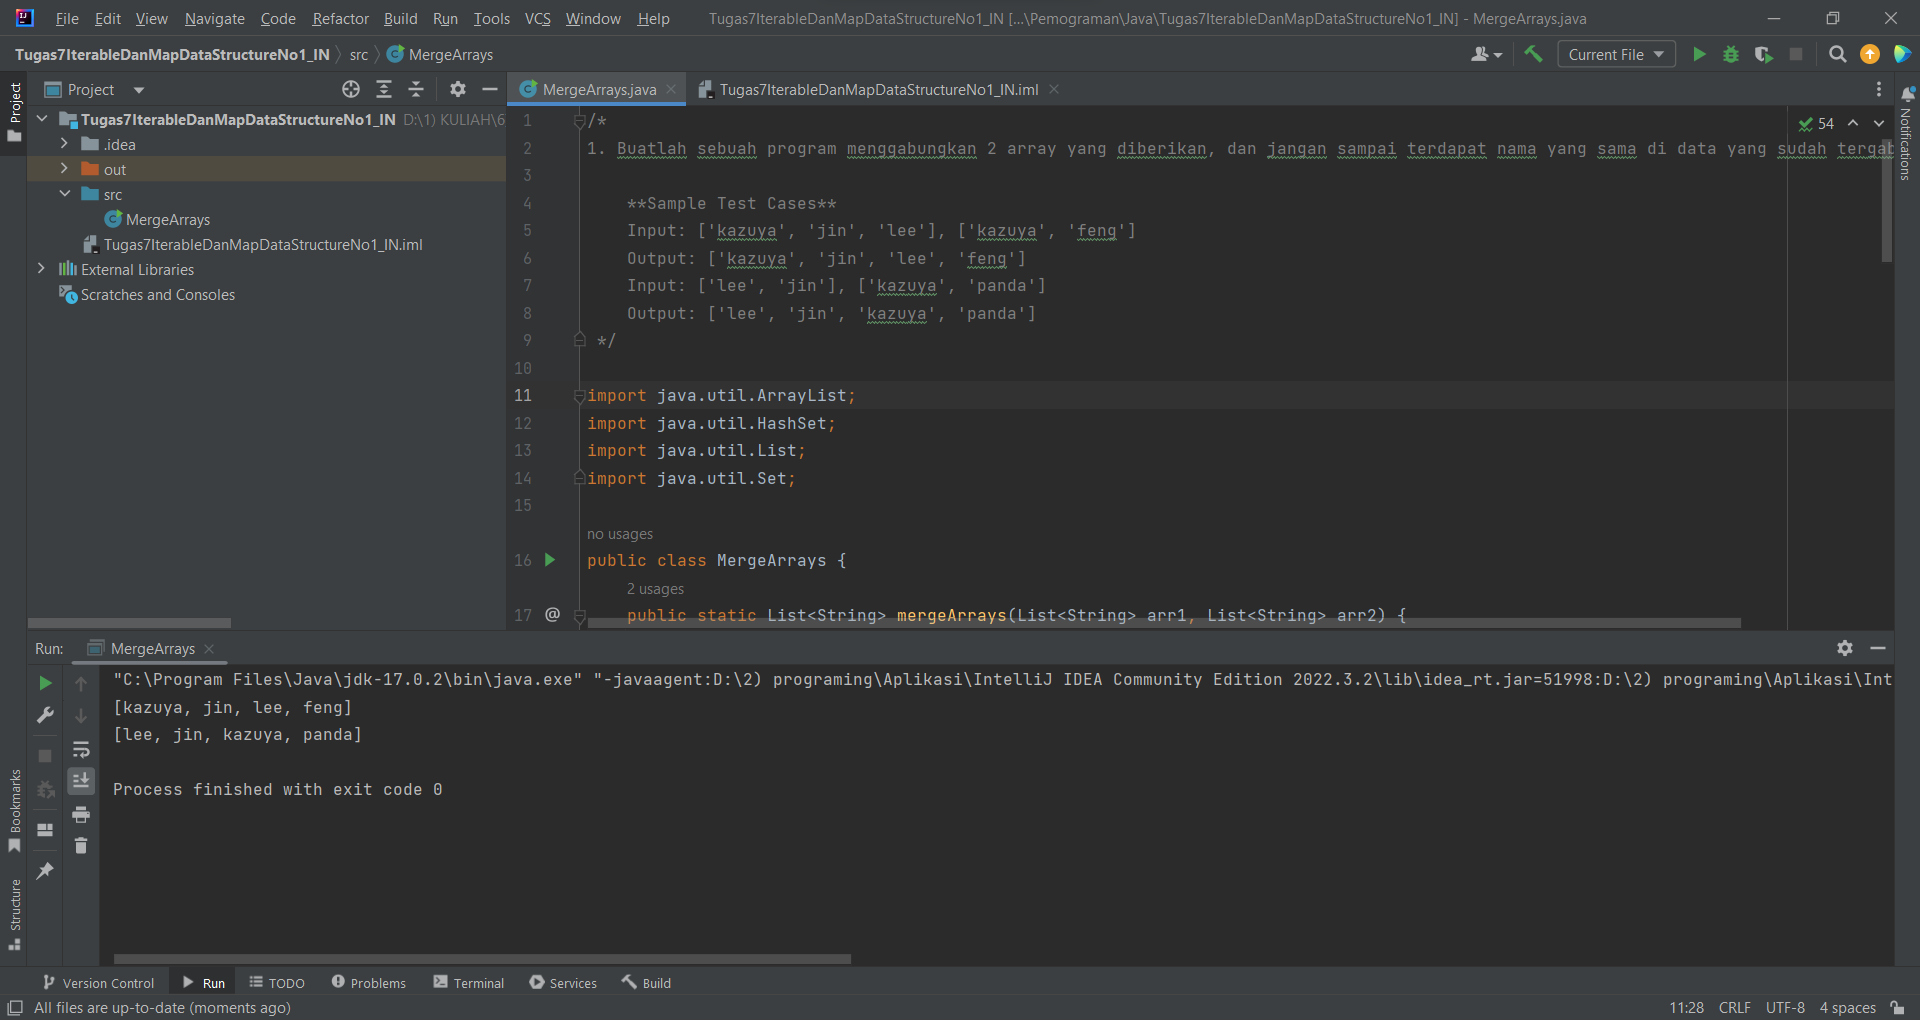 File Edit View Navigate Code Refactor Build Run Tools VCS Window Help Tugas7IterableDanMapDataStructureNo1_IN [...\Pemograman\Java\Tugas7IterableDanMapDataStructureNo1_IN] - MergeArrays.java
Tugas7IterableDanMapDataStructureNo1_IN src MergeArrays Current File
Project
Project
MergeArrays.java Tugas7IterableDanMapDataStructureNo1_IN.iml
Notifications
Tugas7IterableDanMapDataStructureNo1_IN D:\1) KULIAH\6
.idea
out
src
MergeArrays
Tugas7IterableDanMapDataStructureNo1_IN.iml
External Libraries
Scratches and Consoles
54
1 /*
2 1. Buatlah sebuah program menggabungkan 2 array yang diberikan, dan jangan sampai terdapat nama yang sama di data yang sudah tergab
3
4 **Sample Test Cases**
5 Input: ['kazuya', 'jin', 'lee'], ['kazuya', 'feng']
6 Output: ['kazuya', 'jin', 'lee', 'feng']
7 Input: ['lee', 'jin'], ['kazuya', 'panda']
8 Output: ['lee', 'jin', 'kazuya', 'panda']
9 */
10
11 import java.util.ArrayList;
12 import java.util.HashSet;
13 import java.util.List;
14 import java.util.Set;
15
no usages
16 public class MergeArrays {
2 usages
17 @ public static List<String> mergeArrays(List<String> arr1, List<String> arr2) {
Run: MergeArrays
"C:\Program Files\Java\jdk-17.0.2\bin\java.exe" "-javaagent:D:\2) programing\Aplikasi\IntelliJ IDEA Community Edition 2022.3.2\lib\idea_rt.jar=51998:D:\2) programing\Aplikasi\Int
[kazuya, jin, lee, feng]
[lee, jin, kazuya, panda]
Process finished with exit code 0
Bookmarks
Structure
Version Control Run TODO Problems Terminal Services Build
All files are up-to-date (moments ago) 11:28 CRLF UTF-8 4 spaces